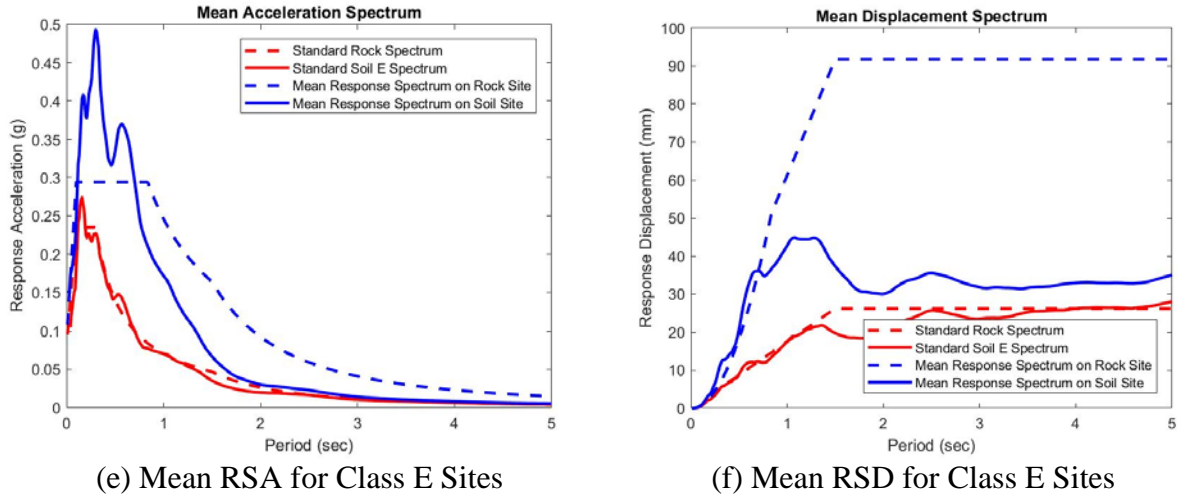 Mean Acceleration Spectrum
0.5
0.45
0.4
0.35
0.3
0.25
0.2
0.15
0.1
0.05
0
Response Acceleration (g)
Standard Rock Spectrum
Standard Soil E Spectrum
Mean Response Spectrum on Rock Site
Mean Response Spectrum on Soil Site
0 1 2 3 4 5
Period (sec)
(e) Mean RSA for Class E Sites
Mean Displacement Spectrum
100
90
80
70
60
50
40
30
20
10
0
Response Displacement (mm)
Standard Rock Spectrum
Standard Soil E Spectrum
Mean Response Spectrum on Rock Site
Mean Response Spectrum on Soil Site
0 1 2 3 4 5
Period (sec)
(f) Mean RSD for Class E Sites